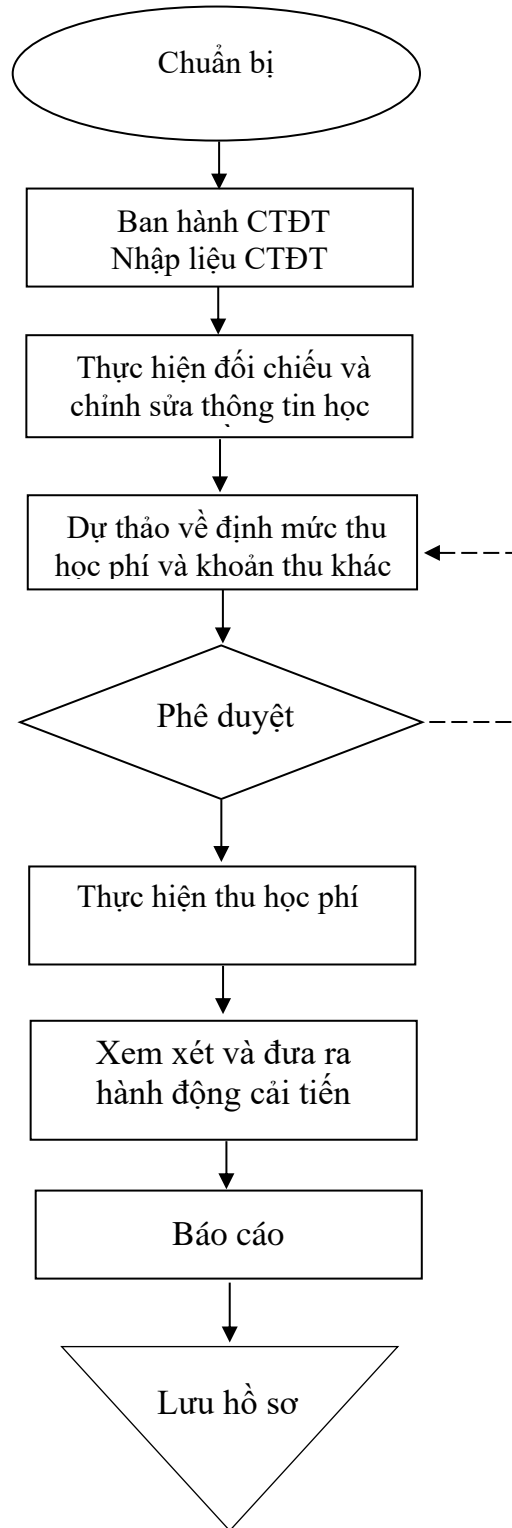 Chuẩn bị
Ban hành CTĐT
Nhập liệu CTĐT
Thực hiện đối chiếu và
chỉnh sửa thông tin học
Dự thảo về định mức thu
học phí và khoản thu khác
Phê duyệt
Thực hiện thu học phí
Xem xét và đưa ra
hành động cải tiến
Báo cáo
Lưu hồ sơ